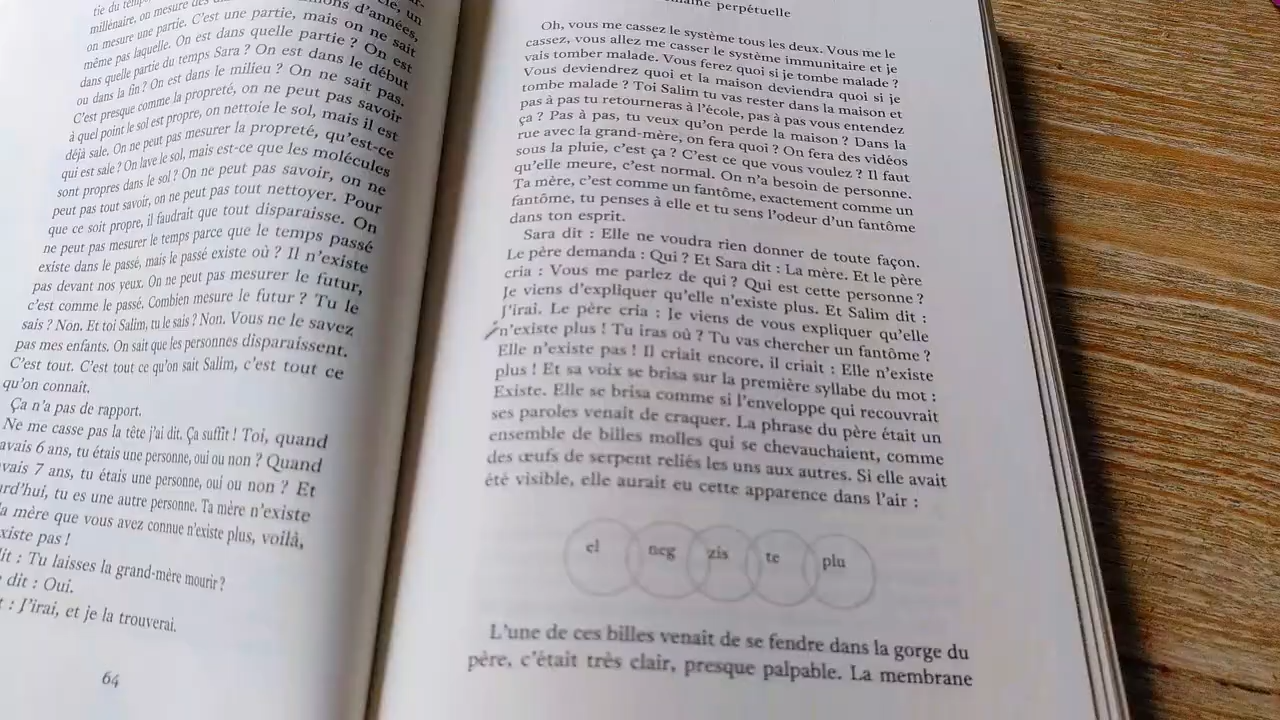 tie du temps
millénaire, on mesure des
on mesure une partie. C'est une partie, mais on ne sait
même pas laquelle. On est dans quelle partie ? On est
dans quelle partie du temps Sara ? On est dans le début
ou dans la fin ? On est dans le milieu ? On ne sait pas.
C'est presque comme la propreté, on ne peut pas savoir
à quel point le sol est propre, on nettoie le sol, mais il est
déjà sale. On ne peut pas mesurer la propreté, qu'est-ce
qui est sale ? On lave le sol, mais est-ce que les molécules
sont propres dans le sol ? On ne peut pas savoir, on ne
peut pas tout savoir, on ne peut pas tout nettoyer. Pour
que ce soit propre, il faudrait que tout disparaisse. On
ne peut pas mesurer le temps parce que le temps passé
existe dans le passé, mais le passé existe où ? Il n'existe
pas devant nos yeux. On ne peut pas mesurer le futur,
c'est comme le passé. Combien mesure le futur ? Tu le
sais ? Non. Et toi Salim, tu le sais ? Non. Vous ne le savez
pas mes enfants. On sait que les personnes disparaissent.
C'est tout. C'est tout ce qu'on sait Salim, c'est tout ce
qu'on connaît.
Ça n'a pas de rapport.
Ne me casse pas la tête j'ai dit. Ça suffit ! Toi, quand
avais 6 ans, tu étais une personne, oui ou non ? Quand
avais 7 ans, tu étais une personne, oui ou non ? Et
rd'hui, tu es une autre personne. Ta mère n'existe
a mère que vous avez connue n'existe plus, voilà,
xiste pas !
dit : Tu laisses la grand-mère mourir ?
dit : Oui.
t : J'irai, et je la trouverai.
64
perpétuelle
Oh, vous me cassez le système tous les deux. Vous me le
cassez, vous allez me casser le système immunitaire et je
vais tomber malade. Vous ferez quoi si je tombe malade ?
Vous deviendrez quoi et la maison deviendra quoi si je
tombe malade ? Toi Salim tu vas rester dans la maison et
pas à pas tu retourneras à l'école, pas à pas vous entendez
ça ? Pas à pas, tu veux qu'on perde la maison ? Dans la
rue avec la grand-mère, on fera quoi ? On fera des vidéos
sous la pluie, c'est ça ? C'est ce que vous voulez ? Il faut
qu'elle meure, c'est normal. On n'a besoin de personne.
Ta mère, c'est comme un fantôme, exactement comme un
fantôme, tu penses à elle et tu sens l'odeur d'un fantôme
dans ton esprit.
Sara dit : Elle ne voudra rien donner de toute façon.
Le père demanda : Qui ? Et Sara dit : La mère. Et le père
cria : Vous me parlez de qui ? Qui est cette personne ?
Je viens d'expliquer qu'elle n'existe plus. Et Salim dit :
J'irai. Le père cria : Je viens de vous expliquer qu'elle
n'existe plus ! Tu iras où ? Tu vas chercher un fantôme ?
Elle n'existe pas ! Il criait encore, il criait : Elle n'existe
plus ! Et sa voix se brisa sur la première syllabe du mot :
Existe. Elle se brisa comme si l'enveloppe qui recouvrait
ses paroles venait de craquer. La phrase du père était un
ensemble de billes molles qui se chevauchaient, comme
des œufs de serpent reliés les uns aux autres. Si elle avait
été visible, elle aurait eu cette apparence dans l'air :
el neg zis te plu
L'une de ces billes venait de se fendre dans la gorge du
père, c'était très clair, presque palpable. La membrane